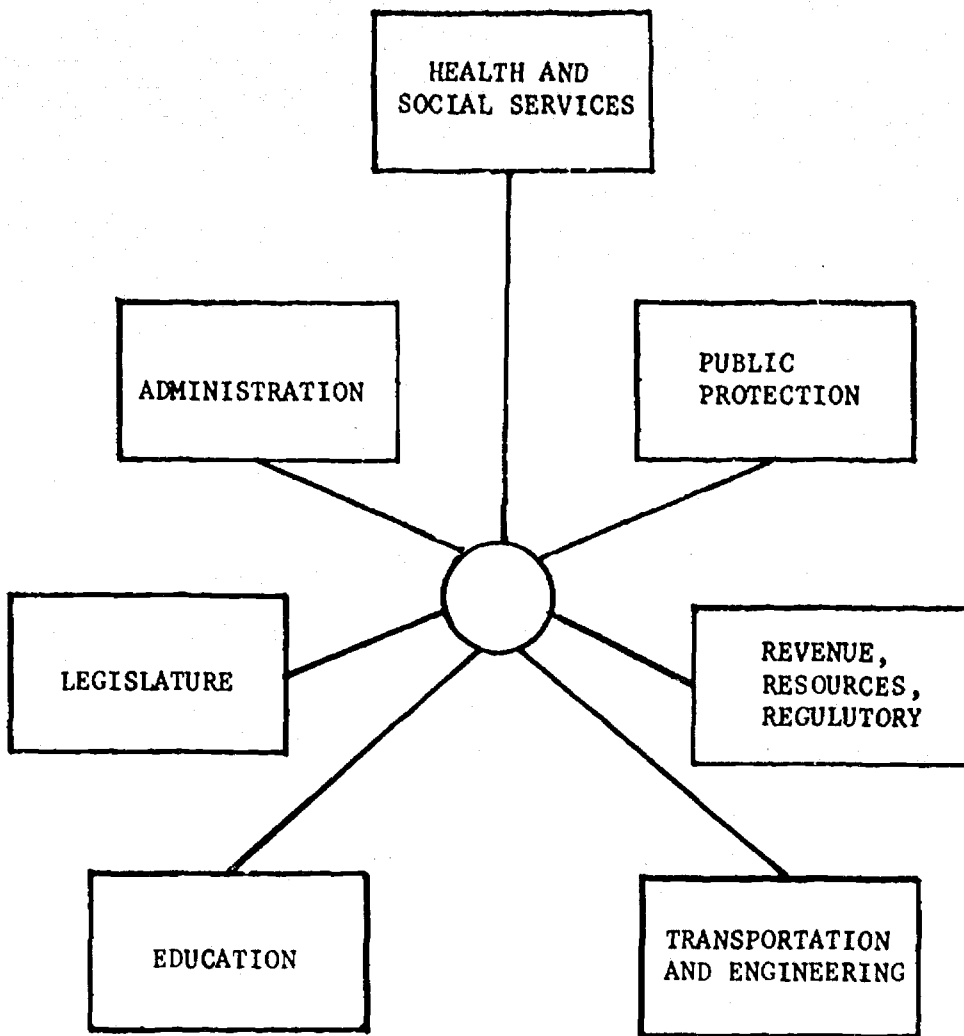 HEALTH AND
SOCIAL SERVICES
ADMINISTRATION
PUBLIC
PROTECTION
LEGISLATURE
REVENUE,
RESOURCES,
REGULUTORY
EDUCATION
TRANSPORTATION
AND ENGINEERING